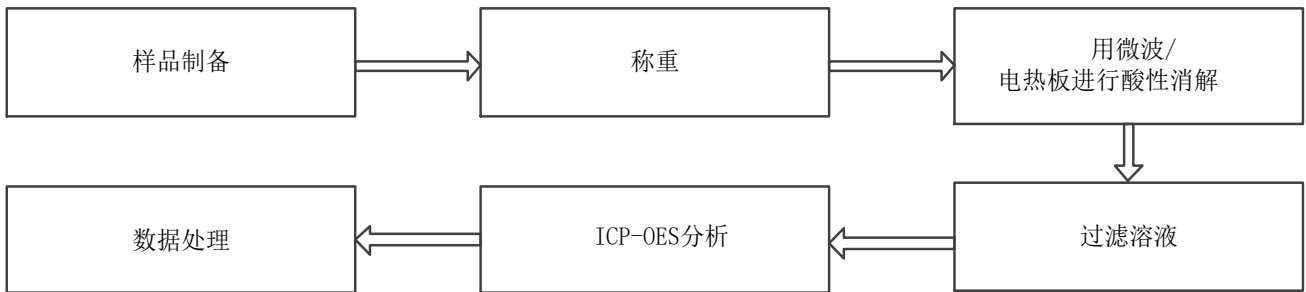 样品制备
称重
用微波/
电热板进行酸性消解
过滤溶液
ICP-OES分析
数据处理